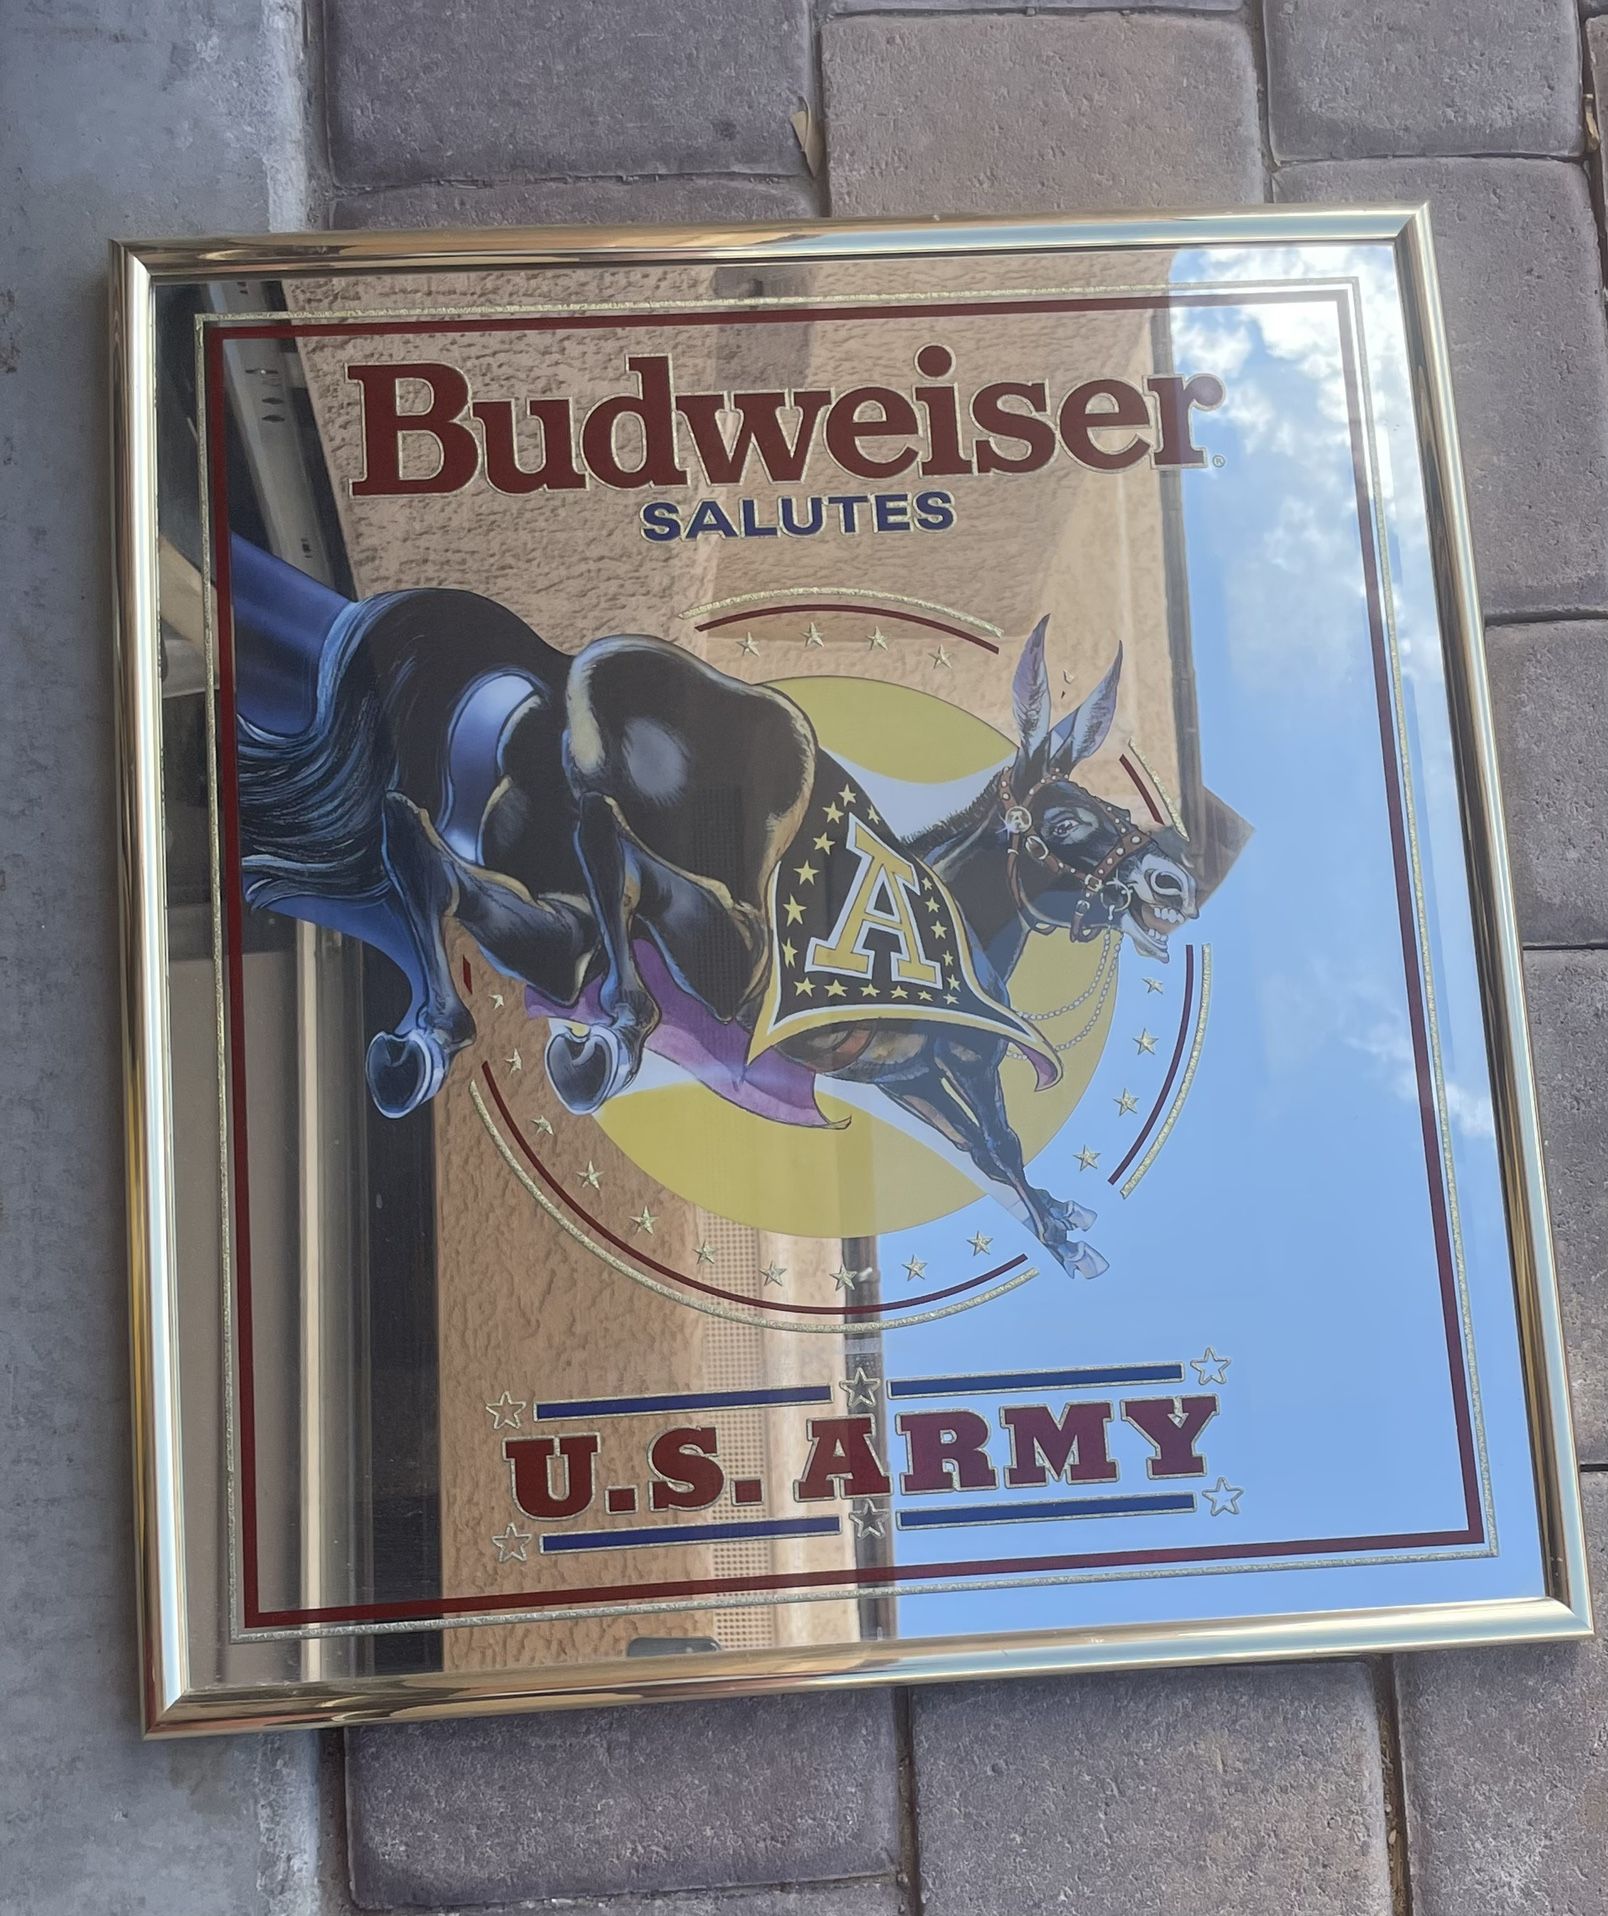 Budweiser®
SALUTES
A
U.S. ARMY